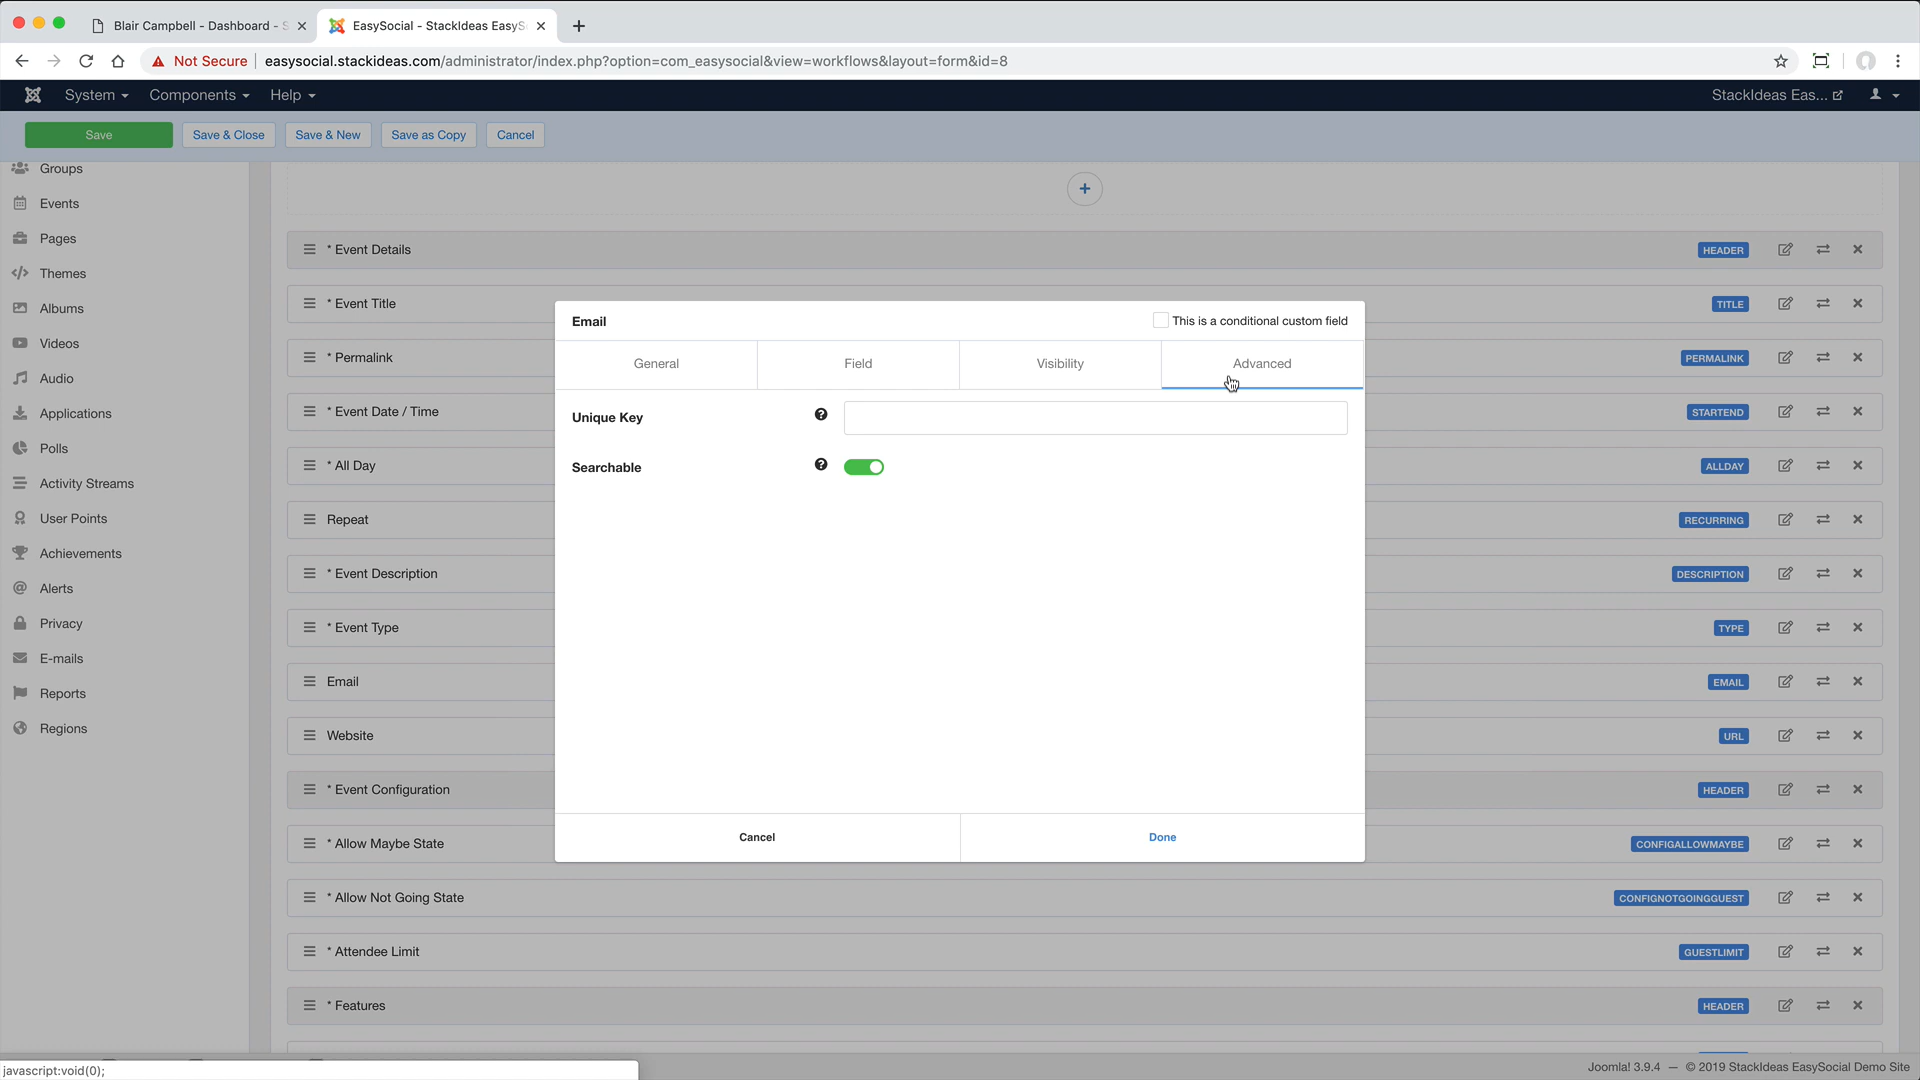 Blair Campbell - Dashboard - S
EasySocial - StackIdeas EasyS
Not Secure
easysocial.stackideas.com/administrator/index.php?option=com_easysocial&view=workflows&layout=form&id=8
System
Components
Help
StackIdeas Eas...
Save
Save & Close
Save & New
Save as Copy
Cancel
Groups
Events
Pages
Themes
Albums
Videos
Audio
Applications
Polls
Activity Streams
User Points
Achievements
Alerts
Privacy
E-mails
Reports
Regions
* Event Details
HEADER
* Event Title
TITLE
* Permalink
PERMALINK
* Event Date / Time
STARTEND
* All Day
ALLDAY
Repeat
RECURRING
* Event Description
DESCRIPTION
* Event Type
TYPE
Email
EMAIL
Website
URL
* Event Configuration
HEADER
* Allow Maybe State
CONFIGALLOWMAYBE
* Allow Not Going State
CONFIGNOTGOINGGUEST
* Attendee Limit
GUESTLIMIT
* Features
HEADER
Email
This is a conditional custom field
General
Field
Visibility
Advanced
Unique Key
Searchable
Cancel
Done
javascript:void(0);
Joomla! 3.9.4 — © 2019 StackIdeas EasySocial Demo Site